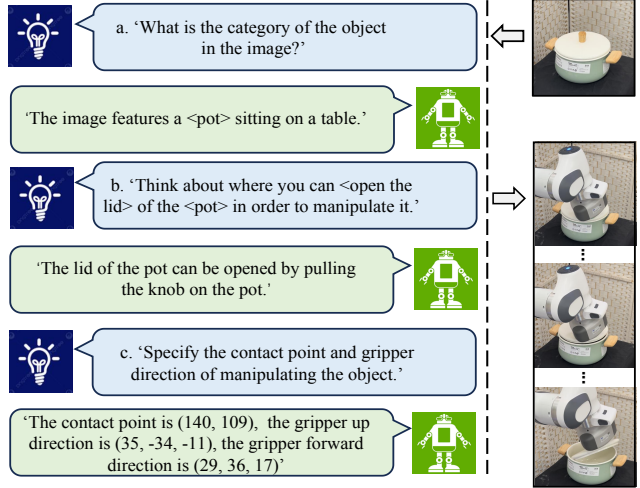 a. ‘What is the category of the object
in the image?’
‘The image features a <pot> sitting on a table.’
b. ‘Think about where you can <open the
lid> of the <pot> in order to manipulate it.’
‘The lid of the pot can be opened by pulling
the knob on the pot.’
c. ‘Specify the contact point and gripper
direction of manipulating the object.’
‘The contact point is (140, 109),  the gripper up
direction is (35, -34, -11), the gripper forward
direction is (29, 36, 17)’